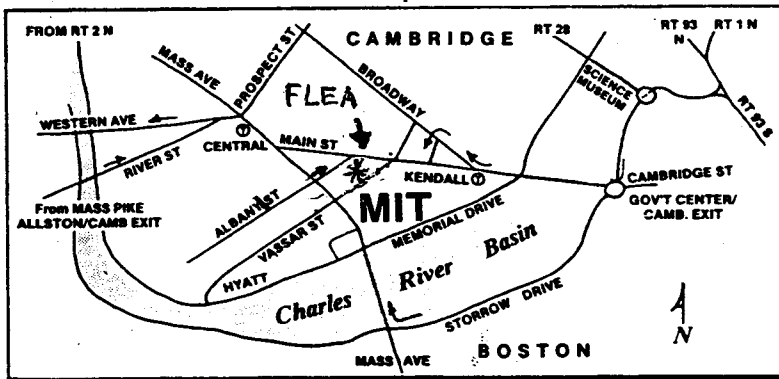 FROM RT 2 N
MASS AVE
PROSPECT ST
CAMBRIDGE
RT 28
RT 93
N
RT 1 N
BROADWAY
SCIENCE
MUSEUM
RT 93 S
FLEA
WESTERN AVE
T
CENTRAL
MAIN ST
RIVER ST
KENDALL T
CAMBRIDGE ST
From MASS PIKE
ALLSTON/CAMB EXIT
ALBANY ST
MIT
GOV'T CENTER/
CAMB. EXIT
VASSAR ST
MEMORIAL DRIVE
HYATT
Charles River Basin
STORROW DRIVE
N
MASS AVE
BOSTON